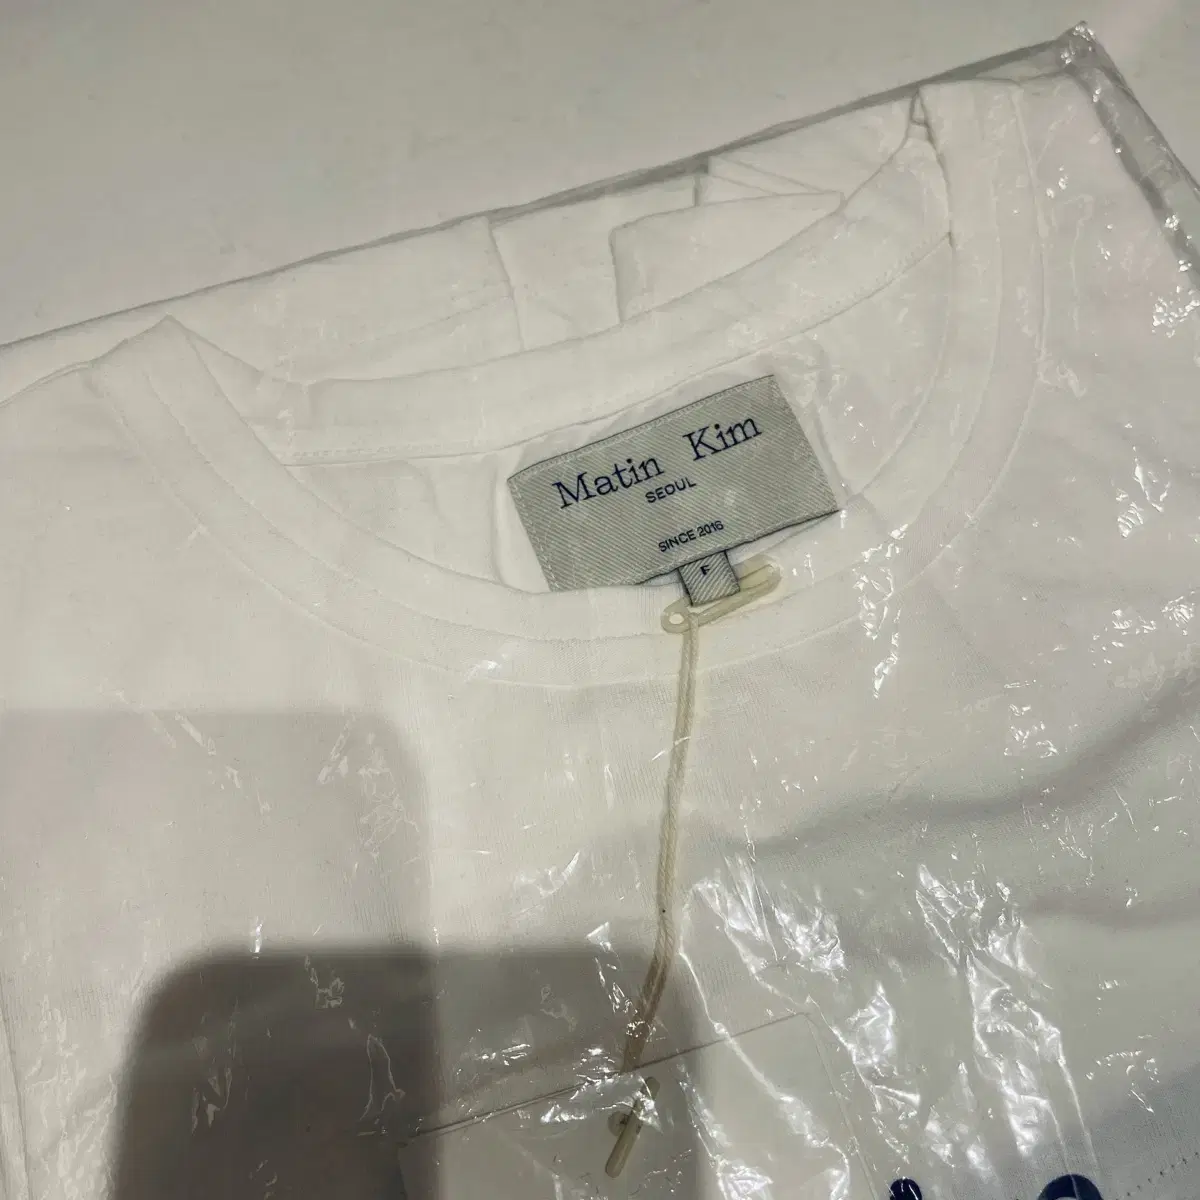 Matin Kim
SEOUL
SINCE 2016
F